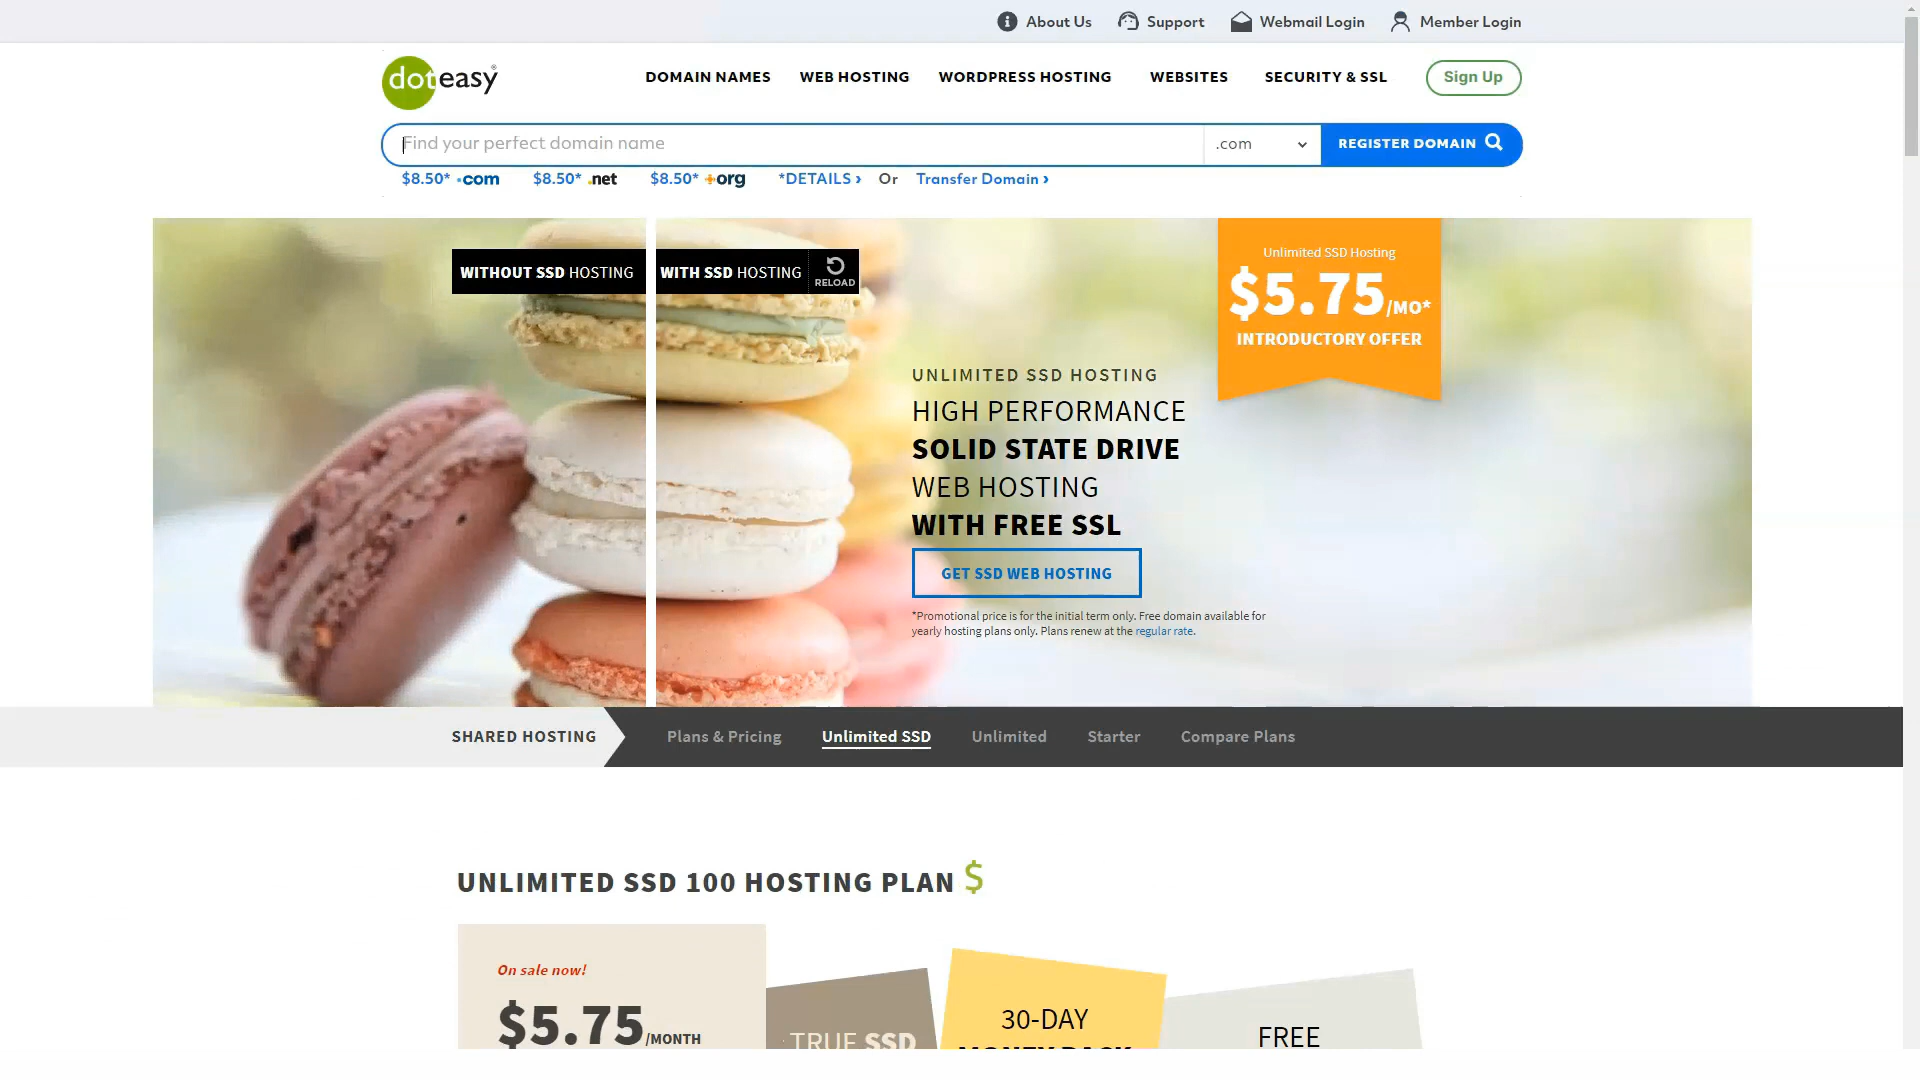 About Us Support Webmail Login Member Login
doteasy®
DOMAIN NAMES WEB HOSTING WORDPRESS HOSTING WEBSITES SECURITY & SSL Sign Up
Find your perfect domain name .com REGISTER DOMAIN
$8.50* .com $8.50* .net $8.50* .org *DETAILS › Or Transfer Domain ›
WITHOUT SSD HOSTING WITH SSD HOSTING RELOAD
Unlimited SSD Hosting
$5.75/MO*
INTRODUCTORY OFFER
UNLIMITED SSD HOSTING
HIGH PERFORMANCE
SOLID STATE DRIVE
WEB HOSTING
WITH FREE SSL
GET SSD WEB HOSTING
*Promotional price is for the initial term only. Free domain available for
yearly hosting plans only. Plans renew at the regular rate.
SHARED HOSTING Plans & Pricing Unlimited SSD Unlimited Starter Compare Plans
UNLIMITED SSD 100 HOSTING PLAN $
On sale now!
$5.75/MONTH
TRUE SSD
30-DAY
MONEY BACK
FREE